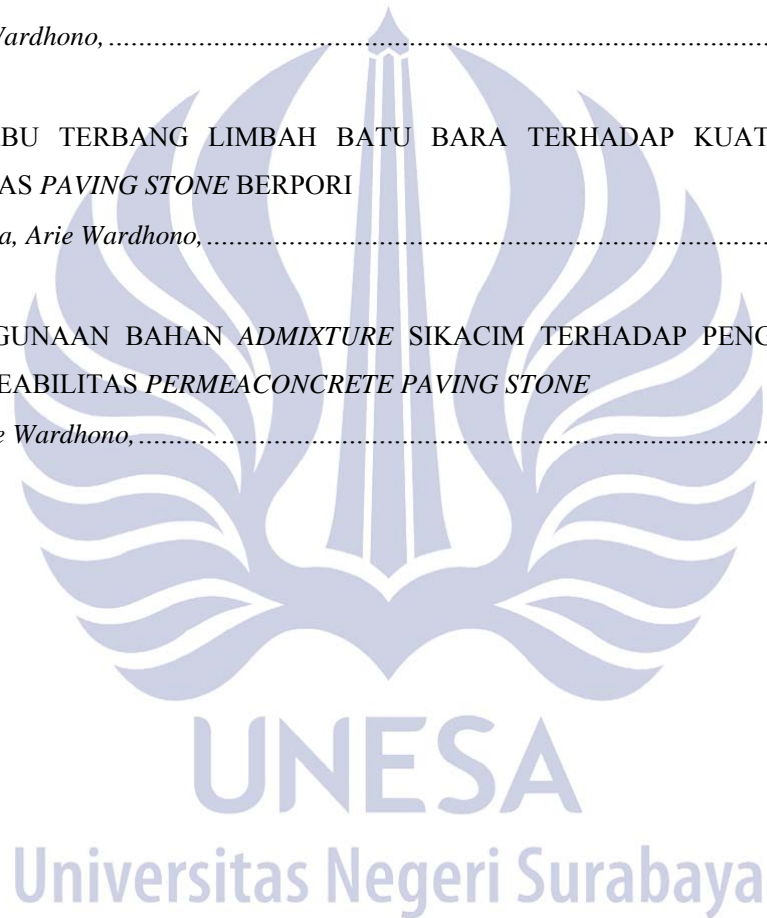 Wardhono, ....................................................................................
BU TERBANG LIMBAH BATU BARA TERHADAP KUAT
AS PAVING STONE BERPORI
a, Arie Wardhono, ........................................................................
GUNAAN BAHAN ADMIXTURE SIKACIM TERHADAP PENG
EABILITAS PERMEACONCRETE PAVING STONE
e Wardhono, .................................................................................
UNESA
Universitas Negeri Surabaya